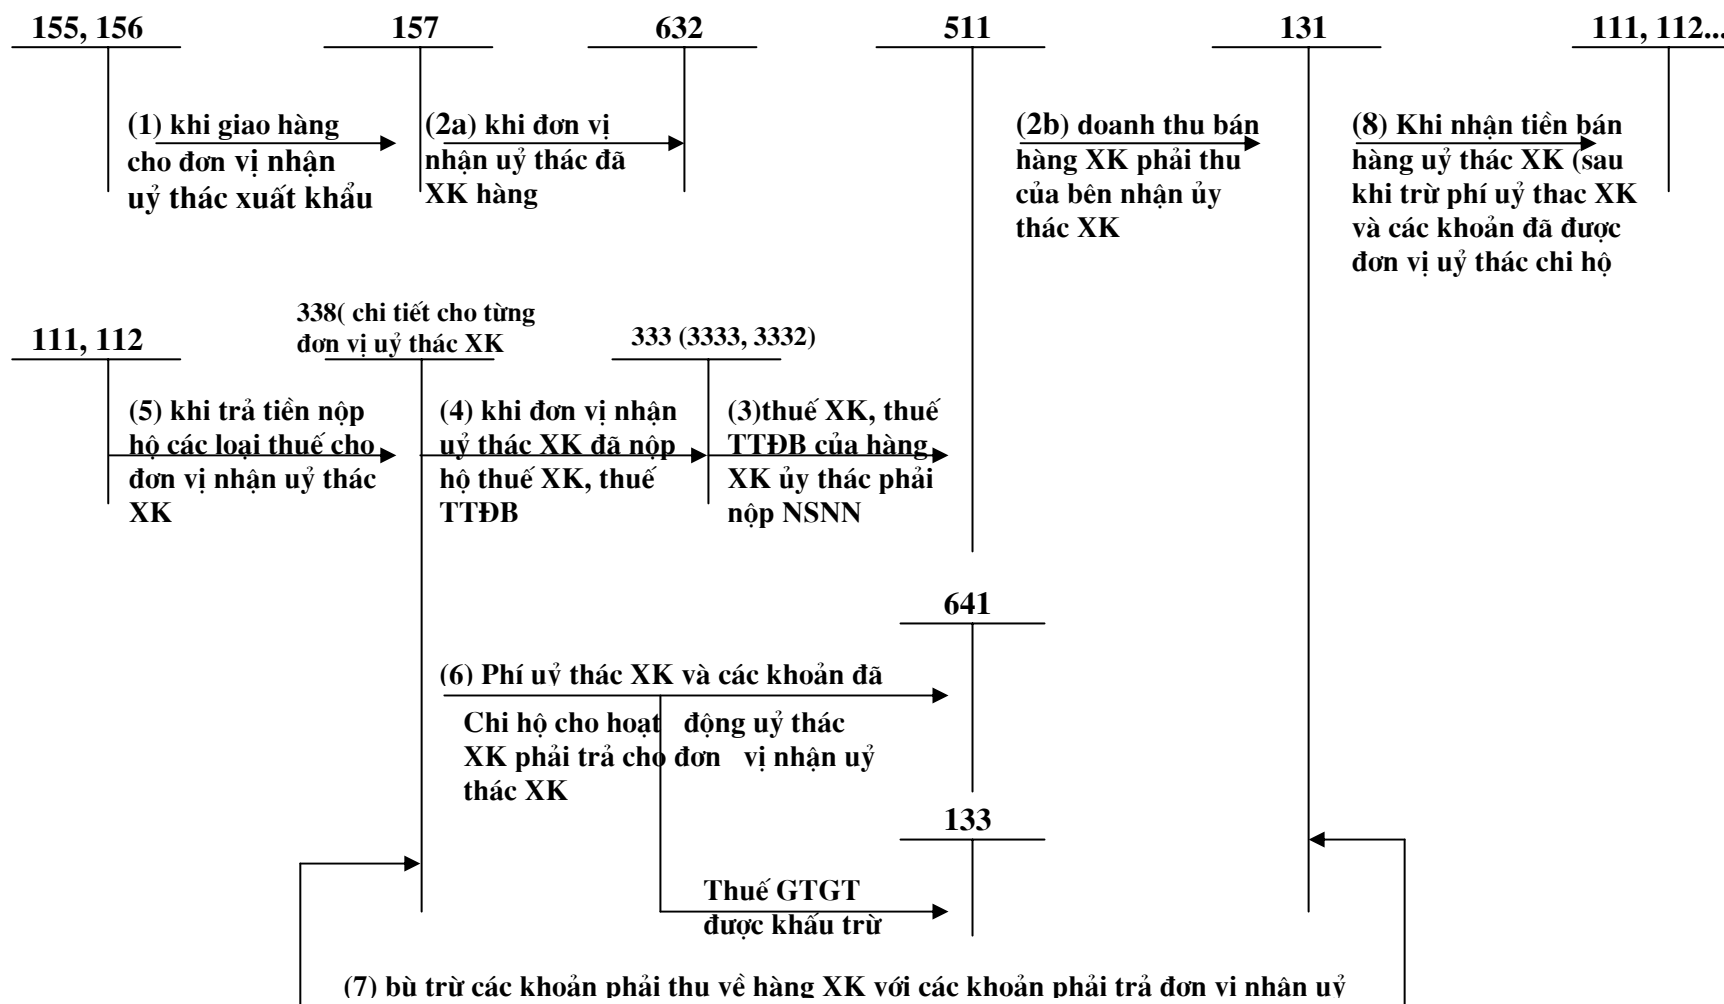 155, 156
157
632
511
131
111, 112...
(1) khi giao hàng
cho đơn vị nhận
uỷ thác xuất khẩu
(2a) khi đơn vị
nhận uỷ thác đã
XK hàng
(2b) doanh thu bán
hàng XK phải thu
của bên nhận ủy
thác XK
(8) Khi nhận tiền bán
hàng uỷ thác XK (sau
khi trừ phí uỷ thac XK
và các khoản đã được
đơn vị uỷ thác chi hộ
111, 112
338( chi tiết cho từng
đơn vị uỷ thác XK
333 (3333, 3332)
(5) khi trả tiền nộp
hộ các loại thuế cho
đơn vị nhận uỷ thác
XK
(4) khi đơn vị nhận
uỷ thác XK đã nộp
hộ thuế XK, thuế
TTĐB
(3)thuế XK, thuế
TTĐB của hàng
XK ủy thác phải
nộp NSNN
641
(6) Phí uỷ thác XK và các khoản đã
Chi hộ cho hoạt động uỷ thác
XK phải trả cho đơn vị nhận uỷ
thác XK
133
Thuế GTGT
được khấu trừ
(7) bù trừ các khoản phải thu về hàng XK với các khoản phải trả đơn vị nhận uỷ